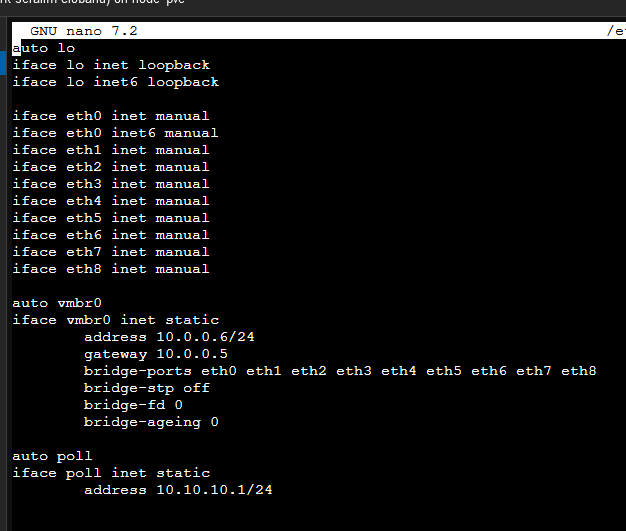 on node 'pve'
GNU nano 7.2
auto lo
iface lo inet loopback
iface lo inet6 loopback
iface eth0 inet manual
iface eth0 inet6 manual
iface eth1 inet manual
iface eth2 inet manual
iface eth3 inet manual
iface eth4 inet manual
iface eth5 inet manual
iface eth6 inet manual
iface eth7 inet manual
iface eth8 inet manual
auto vmbr0
iface vmbr0 inet static
address 10.0.0.6/24
gateway 10.0.0.5
bridge-ports eth0 eth1 eth2 eth3 eth4 eth5 eth6 eth7 eth8
bridge-stp off
bridge-fd 0
bridge-ageing 0
auto poll
iface poll inet static
address 10.10.10.1/24